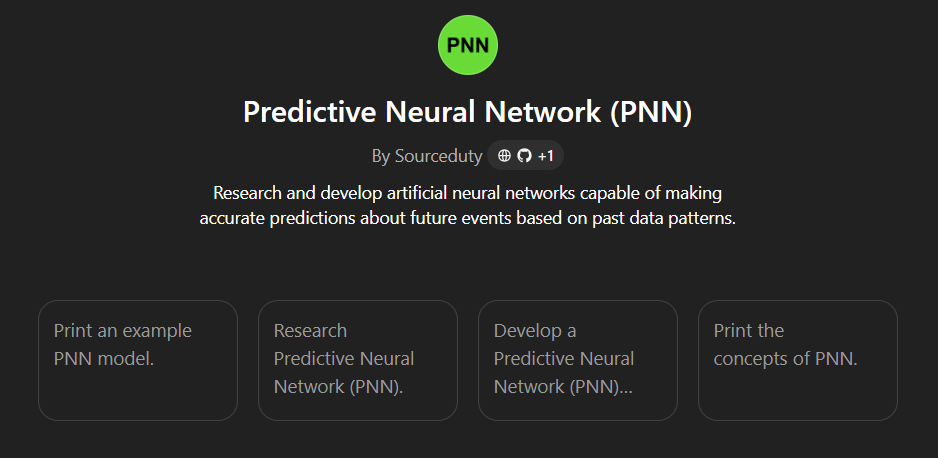 PNN
Predictive Neural Network (PNN)
By Sourceduty +1
Research and develop artificial neural networks capable of making
accurate predictions about future events based on past data patterns.
Print an example
PNN model.
Research
Predictive Neural
Network (PNN).
Develop a
Predictive Neural
Network (PNN)...
Print the
concepts of PNN.